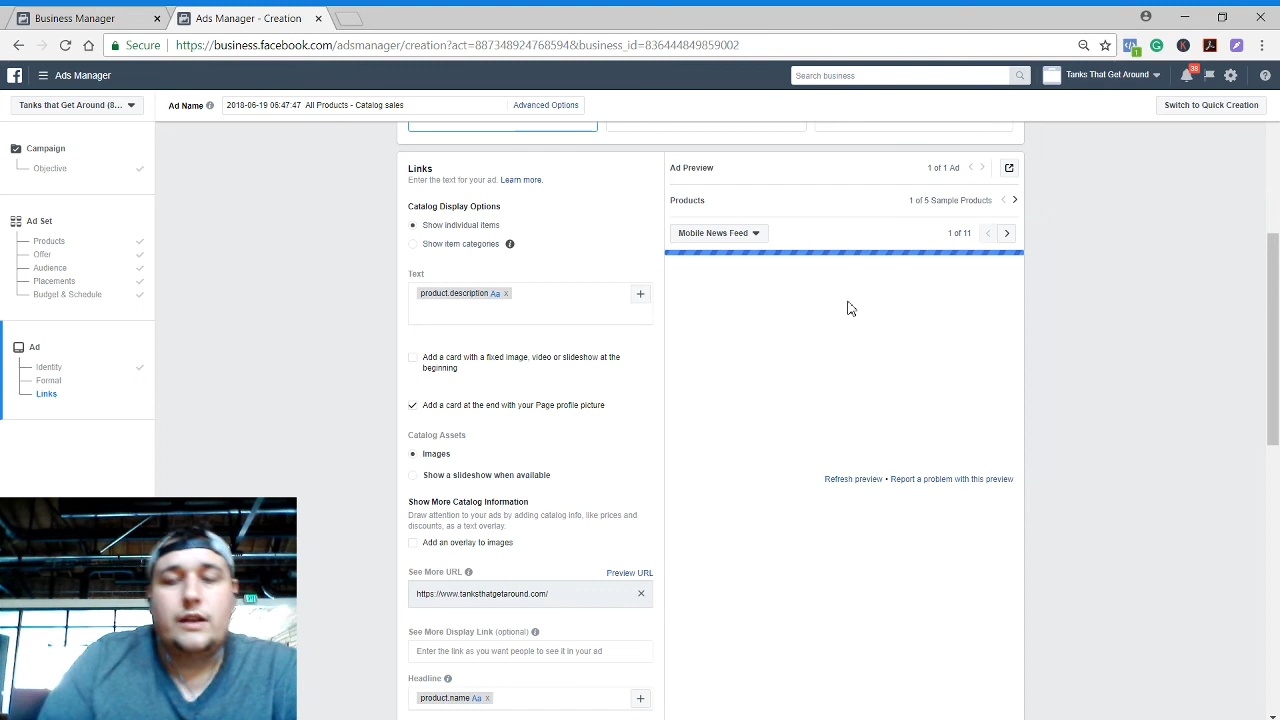 Business Manager
Ads Manager - Creation
Secure
https://business.facebook.com/adsmanager/creation?act=867349247685948&business_id=836444849859002
1
Ads Manager
Search business
Tanks That Get Around
38
Tanks that Get Around (8...
Ad Name
2018-06-19 06:47:47 All Products - Catalog sales
Advanced Options
Switch to Quick Creation
Campaign
Objective
Ad Set
Products
Offer
Audience
Placements
Budget & Schedule
Ad
Identity
Format
Links
Links
Enter the text for your ad. Learn more.
Catalog Display Options
Show individual items
Show item categories
Text
product.description Aa x
Add a card with a fixed image, video or slideshow at the
beginning
Add a card at the end with your Page profile picture
Catalog Assets
Images
Show a slideshow when available
Show More Catalog Information
Draw attention to your ads by adding catalog info, like prices and
discounts, as a text overlay.
Add an overlay to images
See More URL
Preview URL
https://www.tanksthatgetaround.com/
See More Display Link (optional)
Enter the link as you want people to see it in your ad
Headline
product.name Aa x
Ad Preview
1 of 1 Ad
Products
1 of 5 Sample Products
Mobile News Feed
1 of 11
Refresh preview • Report a problem with this preview